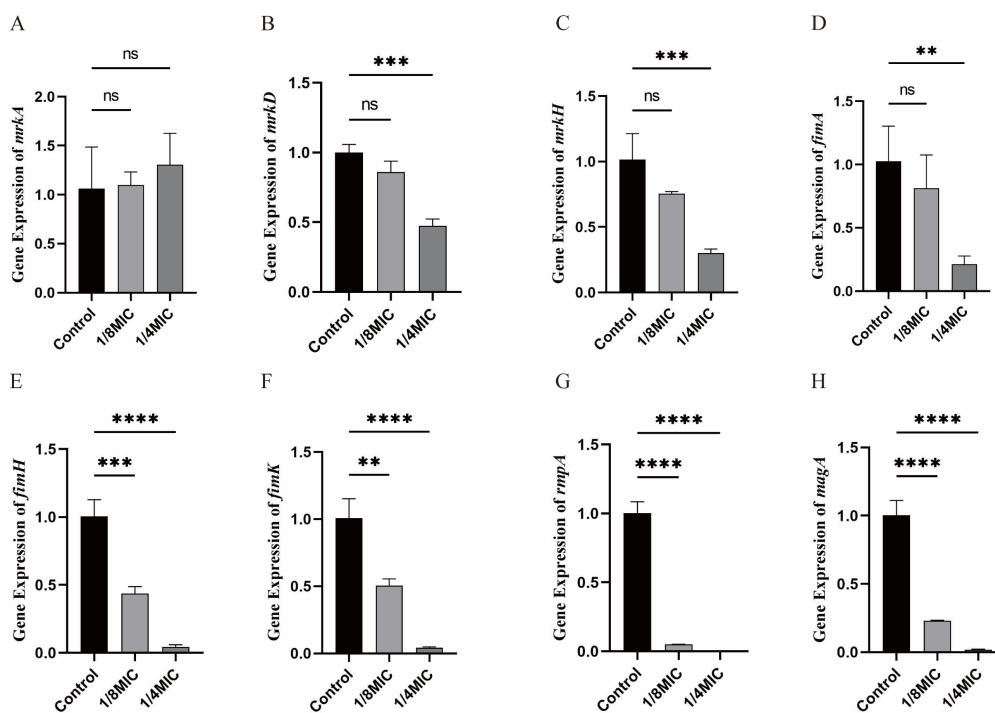 A
ns
ns
Gene Expression of mrkA
2.0
1.5
1.0
0.5
0.0
Control
1/8MIC
1/4MIC
B
***
ns
Gene Expression of mrkD
1.5
1.0
0.5
0.0
Control
1/8MIC
1/4MIC
C
***
ns
Gene Expression of mrkH
1.5
1.0
0.5
0.0
Control
1/8MIC
1/4MIC
D
**
ns
Gene Expression of fimA
1.5
1.0
0.5
0.0
Control
1/8MIC
1/4MIC
E
****
***
Gene Expression of fimH
1.5
1.0
0.5
0.0
Control
1/8MIC
1/4MIC
F
****
**
Gene Expression of fimK
1.5
1.0
0.5
0.0
Control
1/8MIC
1/4MIC
G
****
****
Gene Expression of rmpA
1.5
1.0
0.5
0.0
Control
1/8MIC
1/4MIC
H
****
****
Gene Expression of magA
1.5
1.0
0.5
0.0
Control
1/8MIC
1/4MIC